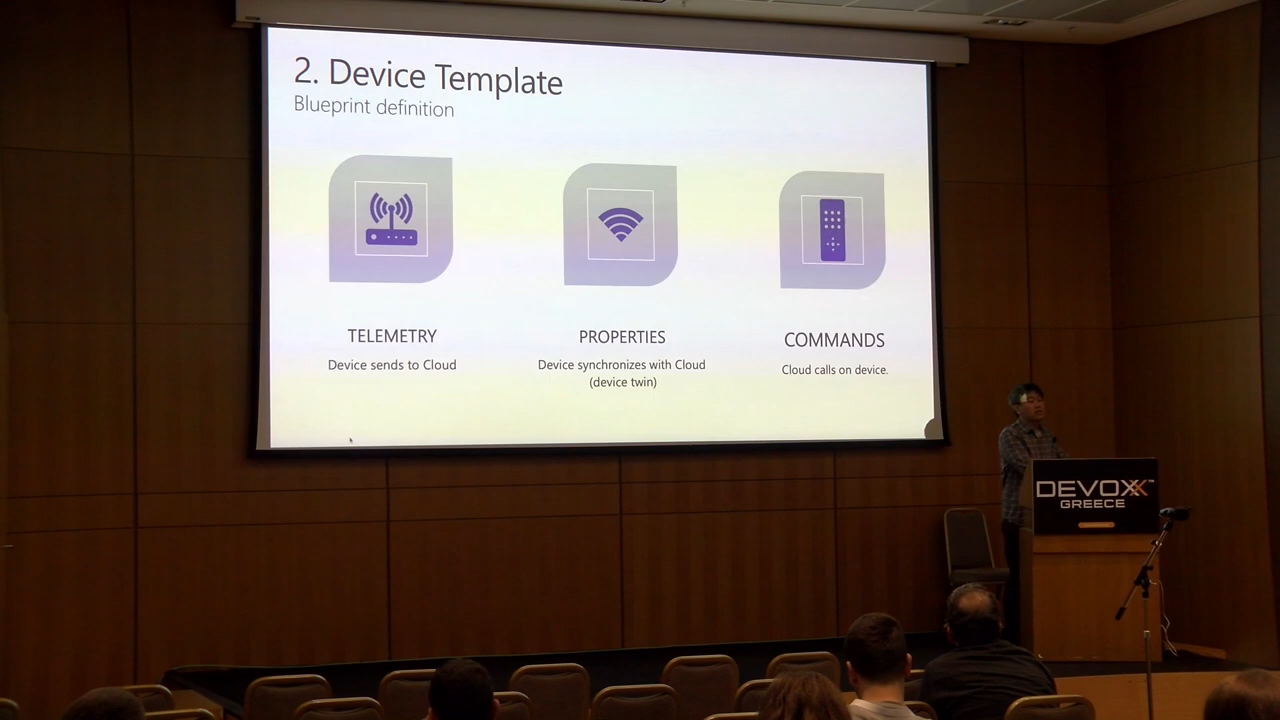 2. Device Template
Blueprint definition
TELEMETRY
Device sends to Cloud
PROPERTIES
Device synchronizes with Cloud
(device twin)
COMMANDS
Cloud calls on device.
DEVOXX™
GREECE